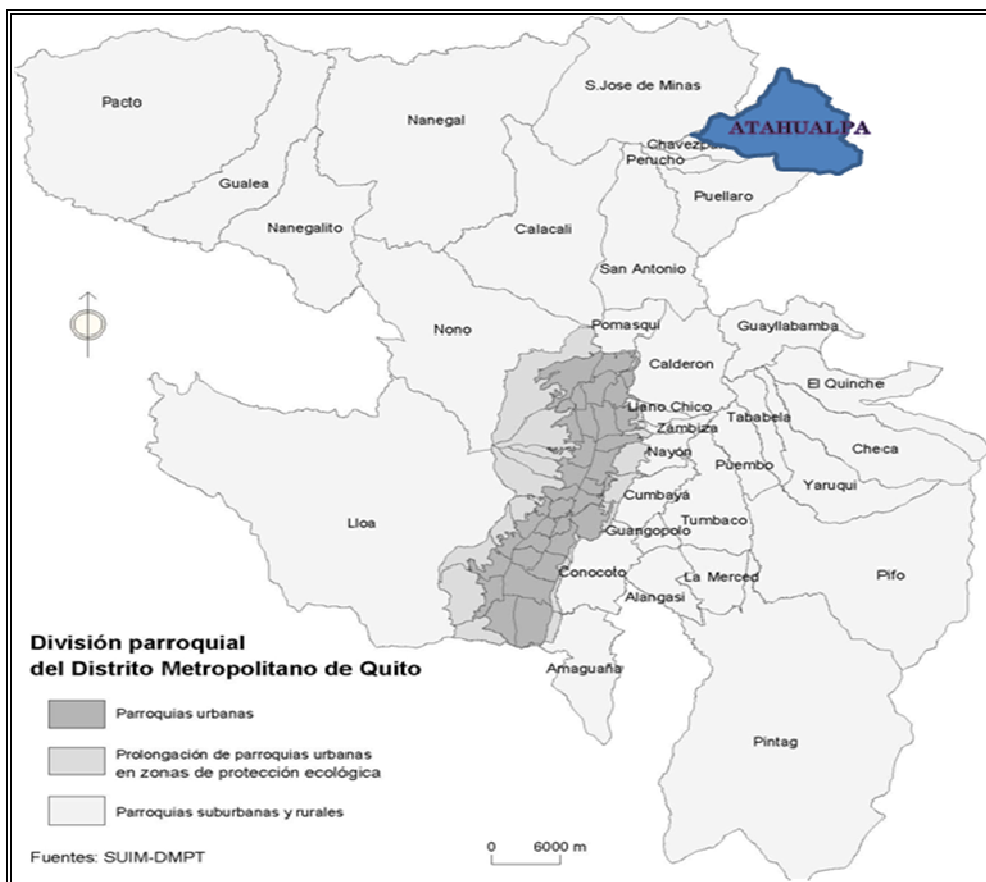 Pacto
S.Jose de Minas
Nanegal
ATAHUALPA
Perucho
Gualea
Puellaro
Nanegalito
Calacali
San Antonio
Nono
Pomasqui
Guayllabamba
Calderon
El Quinche
Llano Chico
Tababela
Zámbiza
Checa
Nayón
Puembo
Yaruqui
Cumbayá
Lloa
Tumbaco
Guangopolo
Conocoto
La Merced
Pifo
Alangasi
División parroquial
del Distrito Metropolitano de Quito
Amaguaña
Parroquias urbanas
Pintag
Prolongación de parroquias urbanas
en zonas de protección ecológica
Parroquias suburbanas y rurales
0 6000 m
Fuentes: SUIM-DMPT